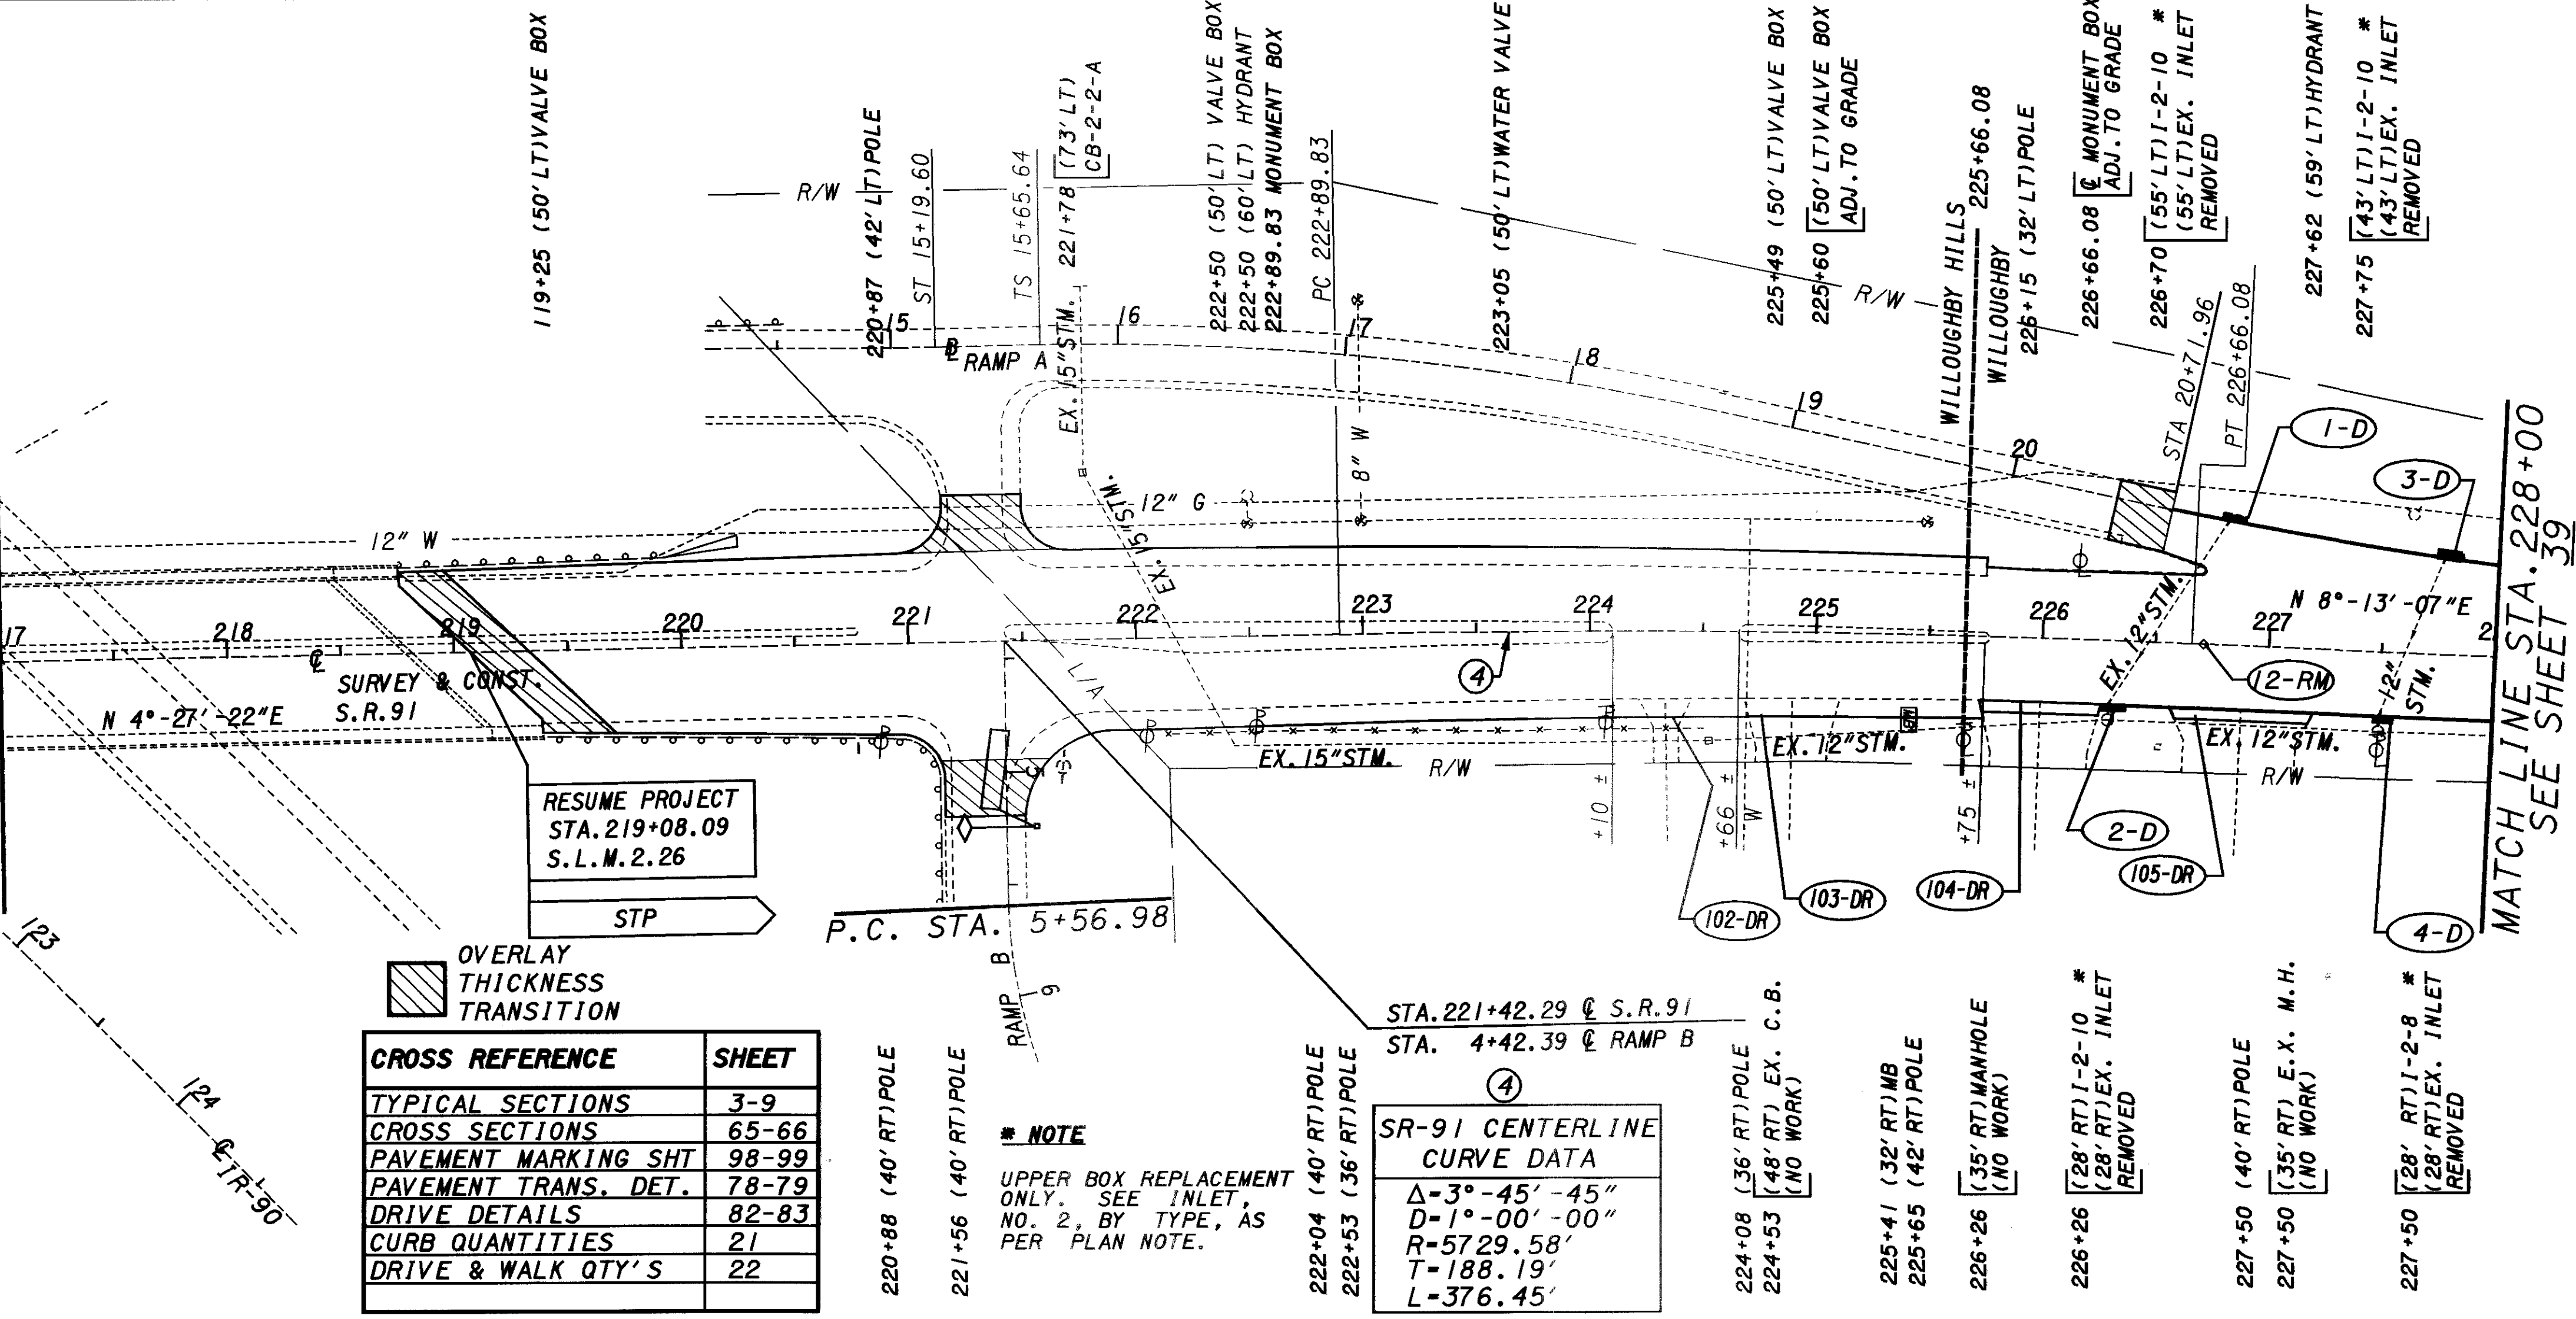 119+25 (50' LT)VALVE BOX
220+87 (42' LT)POLE
ST 15+19.60
TS 15+65.64
221+78 (73' LT)
CB-2-2-A
222+50 (50' LT) VALVE BOX
222+50 (60' LT) HYDRANT
222+89.83 MONUMENT BOX
PC 222+89.83
223+05 (50' LT)WATER VALVE
225+49 (50' LT)VALVE BOX
225+60 (50' LT)VALVE BOX
ADJ. TO GRADE
WILLOUGHBY HILLS
225+66.08
WILLOUGHBY
226+15 (32' LT)POLE
226+66.08 ℄ MONUMENT BOX
ADJ. TO GRADE
226+70 (55' LT)I-2-10 *
(55' LT)EX. INLET
REMOVED
STA 20+71.96
PT 226+66.08
227+62 (59' LT)HYDRANT
227+75 (43' LT)I-2-10 *
(43' LT)EX. INLET
REMOVED
R/W
R/W
15
16
17
18
19
20
℄ RAMP A
EX. 15" STM.
EX. 15" STM.
8" W
12" G
12" W
1-D
3-D
MATCH LINE STA. 228+00
SEE SHEET 39
17
218
219
220
221
222
223
224
225
226
227
2
℄
SURVEY & CONST.
S.R.91
N 4°-27'-22"E
N 8°-13'-07"E
L/A
4
EX. 12" STM.
12-RM
12"
STM.
EX. 15" STM.
R/W
EX. 12" STM.
EX. 12" STM.
R/W
+10 ±
+66 ±
W
+75 ±
RESUME PROJECT
STA. 219+08.09
S.L.M. 2.26
STP
P.C. STA. 5+56.98
102-DR
103-DR
104-DR
2-D
105-DR
4-D
123
124
℄ IR-90
OVERLAY
THICKNESS
TRANSITION
RAMP B
6
STA. 221+42.29 ℄ S.R.91
STA. 4+42.39 ℄ RAMP B
CROSS REFERENCE SHEET
TYPICAL SECTIONS 3-9
CROSS SECTIONS 65-66
PAVEMENT MARKING SHT 98-99
PAVEMENT TRANS. DET. 78-79
DRIVE DETAILS 82-83
CURB QUANTITIES 21
DRIVE & WALK QTY'S 22
220+88 (40' RT)POLE
221+56 (40' RT)POLE
* NOTE
UPPER BOX REPLACEMENT
ONLY. SEE INLET,
NO. 2, BY TYPE, AS
PER PLAN NOTE.
222+04 (40' RT)POLE
222+53 (36' RT)POLE
4
SR-91 CENTERLINE
CURVE DATA
Δ=3°-45'-45"
D=1°-00'-00"
R=5729.58'
T=188.19'
L=376.45'
224+08 (36' RT)POLE
224+53 (48' RT) EX. C.B.
(NO WORK)
225+41 (32' RT)MB
225+65 (42' RT)POLE
226+26 (35' RT)MANHOLE
(NO WORK)
226+26 (28' RT)I-2-10 *
(28' RT)EX. INLET
REMOVED
227+50 (40' RT)POLE
227+50 (35' RT) E.X. M.H.
(NO WORK)
227+50 (28' RT)I-2-8 *
(28' RT)EX. INLET
REMOVED